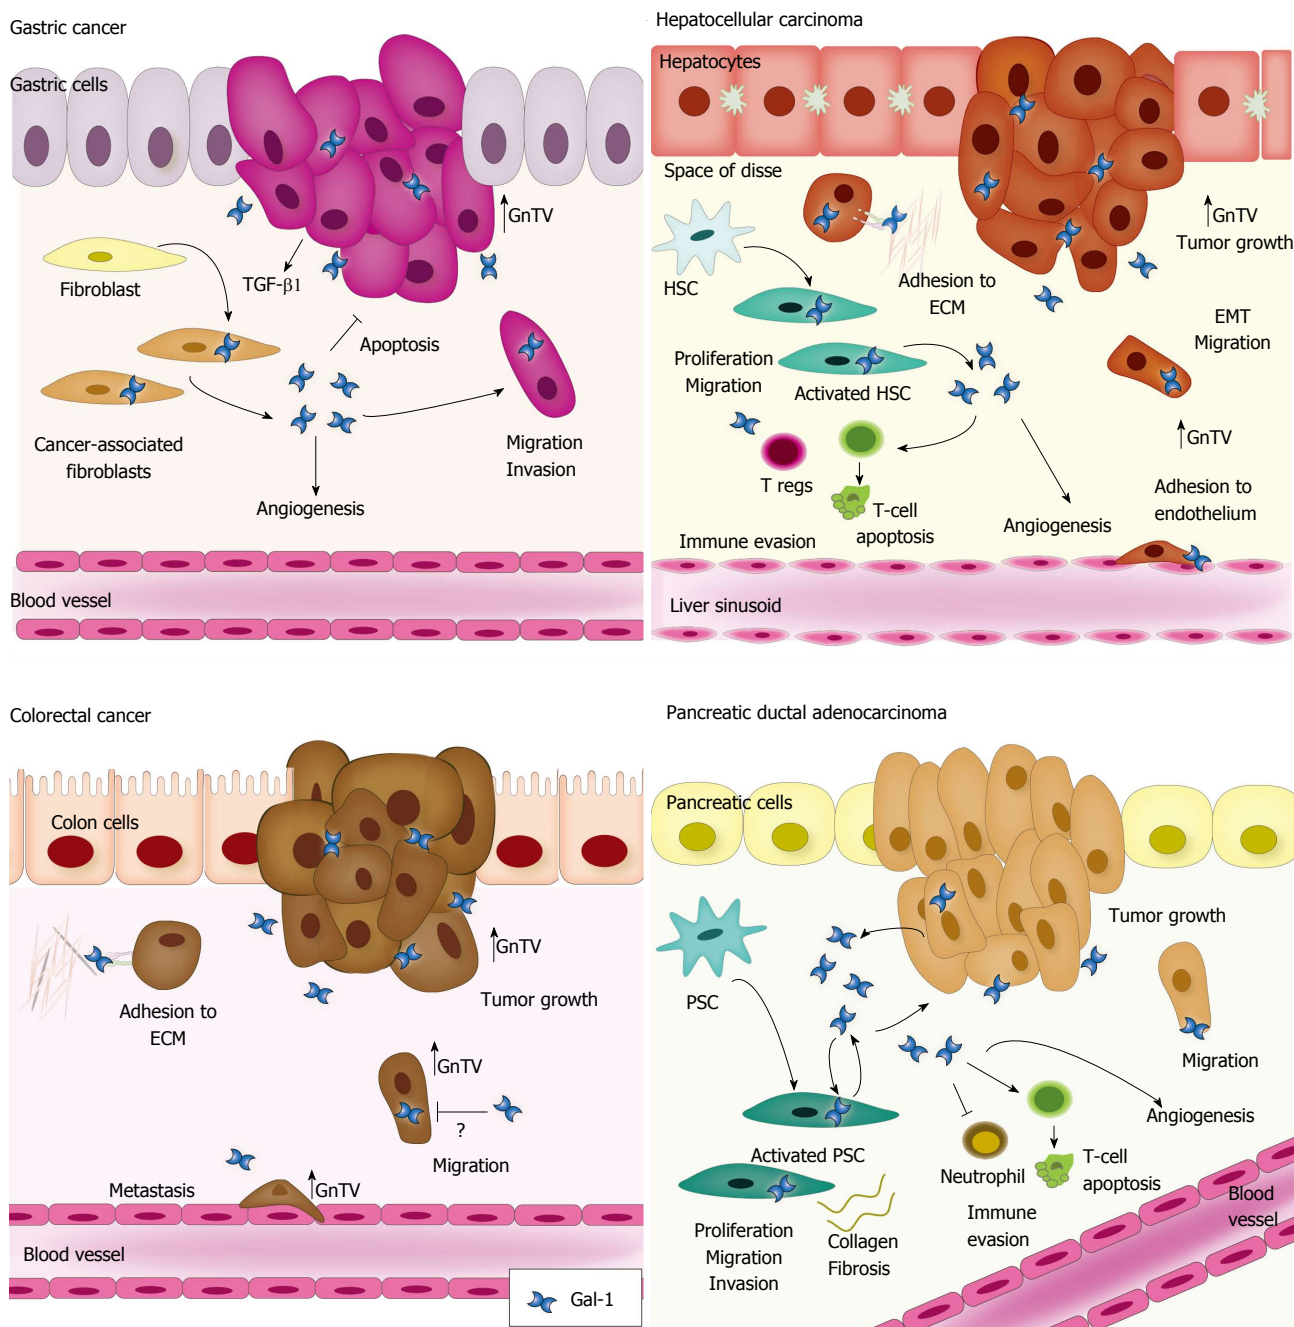 Gastric cancer
Gastric cells
GnTV
TGF-β1
Fibroblast
Apoptosis
Cancer-associated
fibroblasts
Migration
Invasion
Angiogenesis
Blood vessel
Hepatocellular carcinoma
Hepatocytes
Space of disse
GnTV
Tumor growth
HSC
Adhesion to
ECM
EMT
Migration
Proliferation
Migration
Activated HSC
GnTV
T regs
T-cell
apoptosis
Angiogenesis
Adhesion to
endothelium
Immune evasion
Liver sinusoid
Colorectal cancer
Colon cells
GnTV
Adhesion to
ECM
Tumor growth
GnTV
?
Migration
Metastasis
GnTV
Blood vessel
Gal-1
Pancreatic ductal adenocarcinoma
Pancreatic cells
Tumor growth
PSC
Migration
Angiogenesis
Activated PSC
Neutrophil
T-cell
apoptosis
Proliferation
Migration
Invasion
Collagen
Fibrosis
Immune
evasion
Blood
vessel